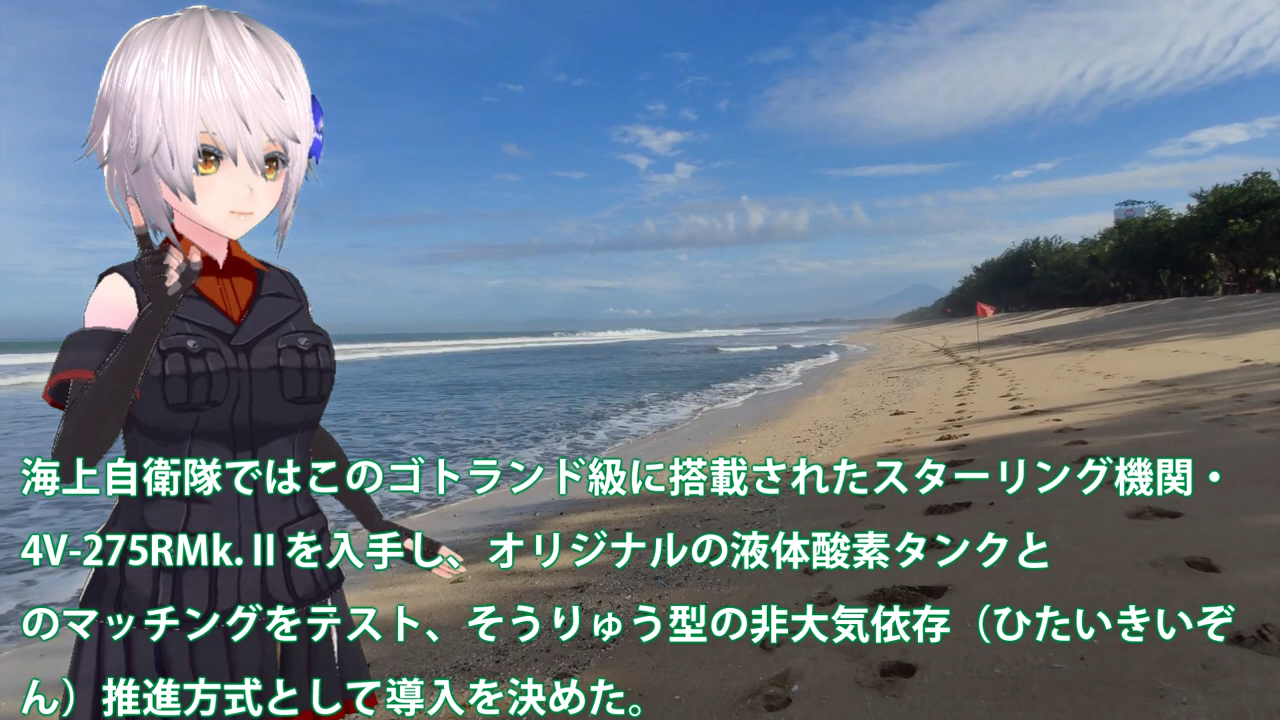 海上自衛隊ではこのゴトランド級に搭載されたスターリング機関・
4V-275RMk.Ⅱを入手し、オリジナルの液体酸素タンクと
のマッチングをテスト、そうりゅう型の非大気依存（ひたいきいぞ
ん）推進方式として導入を決めた。